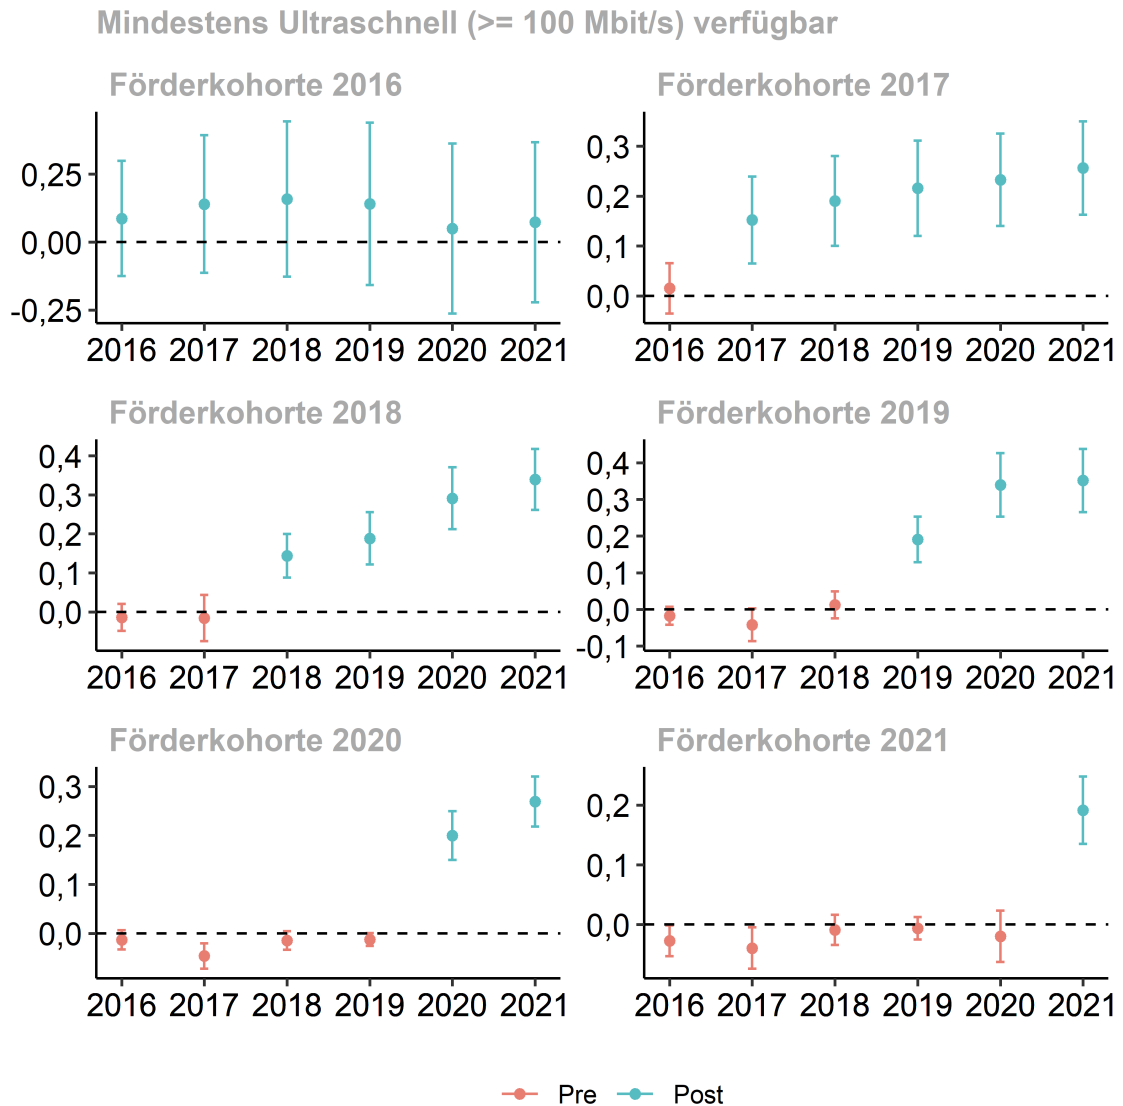 Mindestens Ultraschnell (>= 100 Mbit/s) verfügbar
Förderkohorte 2016
0,25
0,00
-0,25
2016 2017 2018 2019 2020 2021
Förderkohorte 2017
0,3
0,2
0,1
0,0
2016 2017 2018 2019 2020 2021
Förderkohorte 2018
0,4
0,3
0,2
0,1
0,0
2016 2017 2018 2019 2020 2021
Förderkohorte 2019
0,4
0,3
0,2
0,1
0,0
-0,1
2016 2017 2018 2019 2020 2021
Förderkohorte 2020
0,3
0,2
0,1
0,0
2016 2017 2018 2019 2020 2021
Förderkohorte 2021
0,2
0,1
0,0
2016 2017 2018 2019 2020 2021
Pre Post